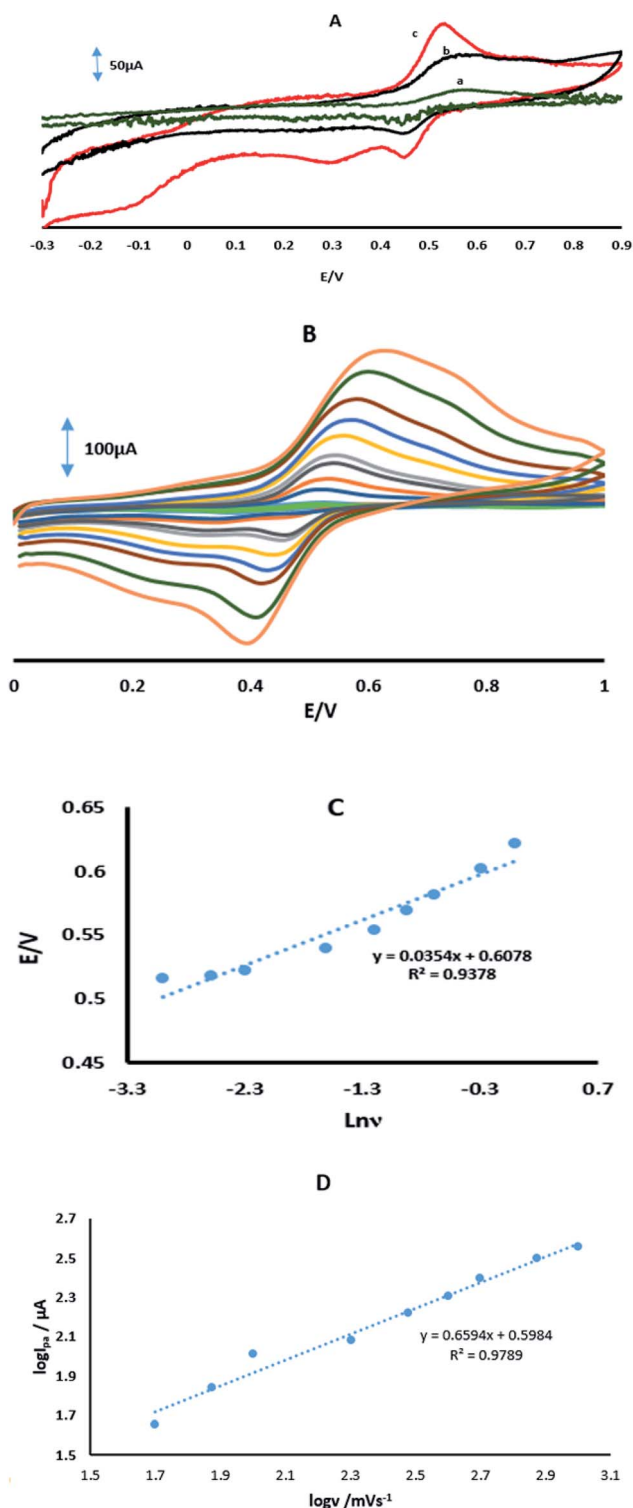 A
50µA
c
b
a
-0.3 -0.2 -0.1 0 0.1 0.2 0.3 0.4 0.5 0.6 0.7 0.8 0.9
E/V
B
100µA
0 0.2 0.4 0.6 0.8 1
E/V
C
0.65
0.6
0.55
0.5
0.45
E/V
y = 0.0354x + 0.6078
R² = 0.9378
-3.3 -2.3 -1.3 -0.3 0.7
Lnν
D
2.7
2.5
2.3
2.1
1.9
1.7
1.5
logIpa / µA
y = 0.6594x + 0.5984
R² = 0.9789
1.5 1.7 1.9 2.1 2.3 2.5 2.7 2.9 3.1
logv /mVs⁻¹